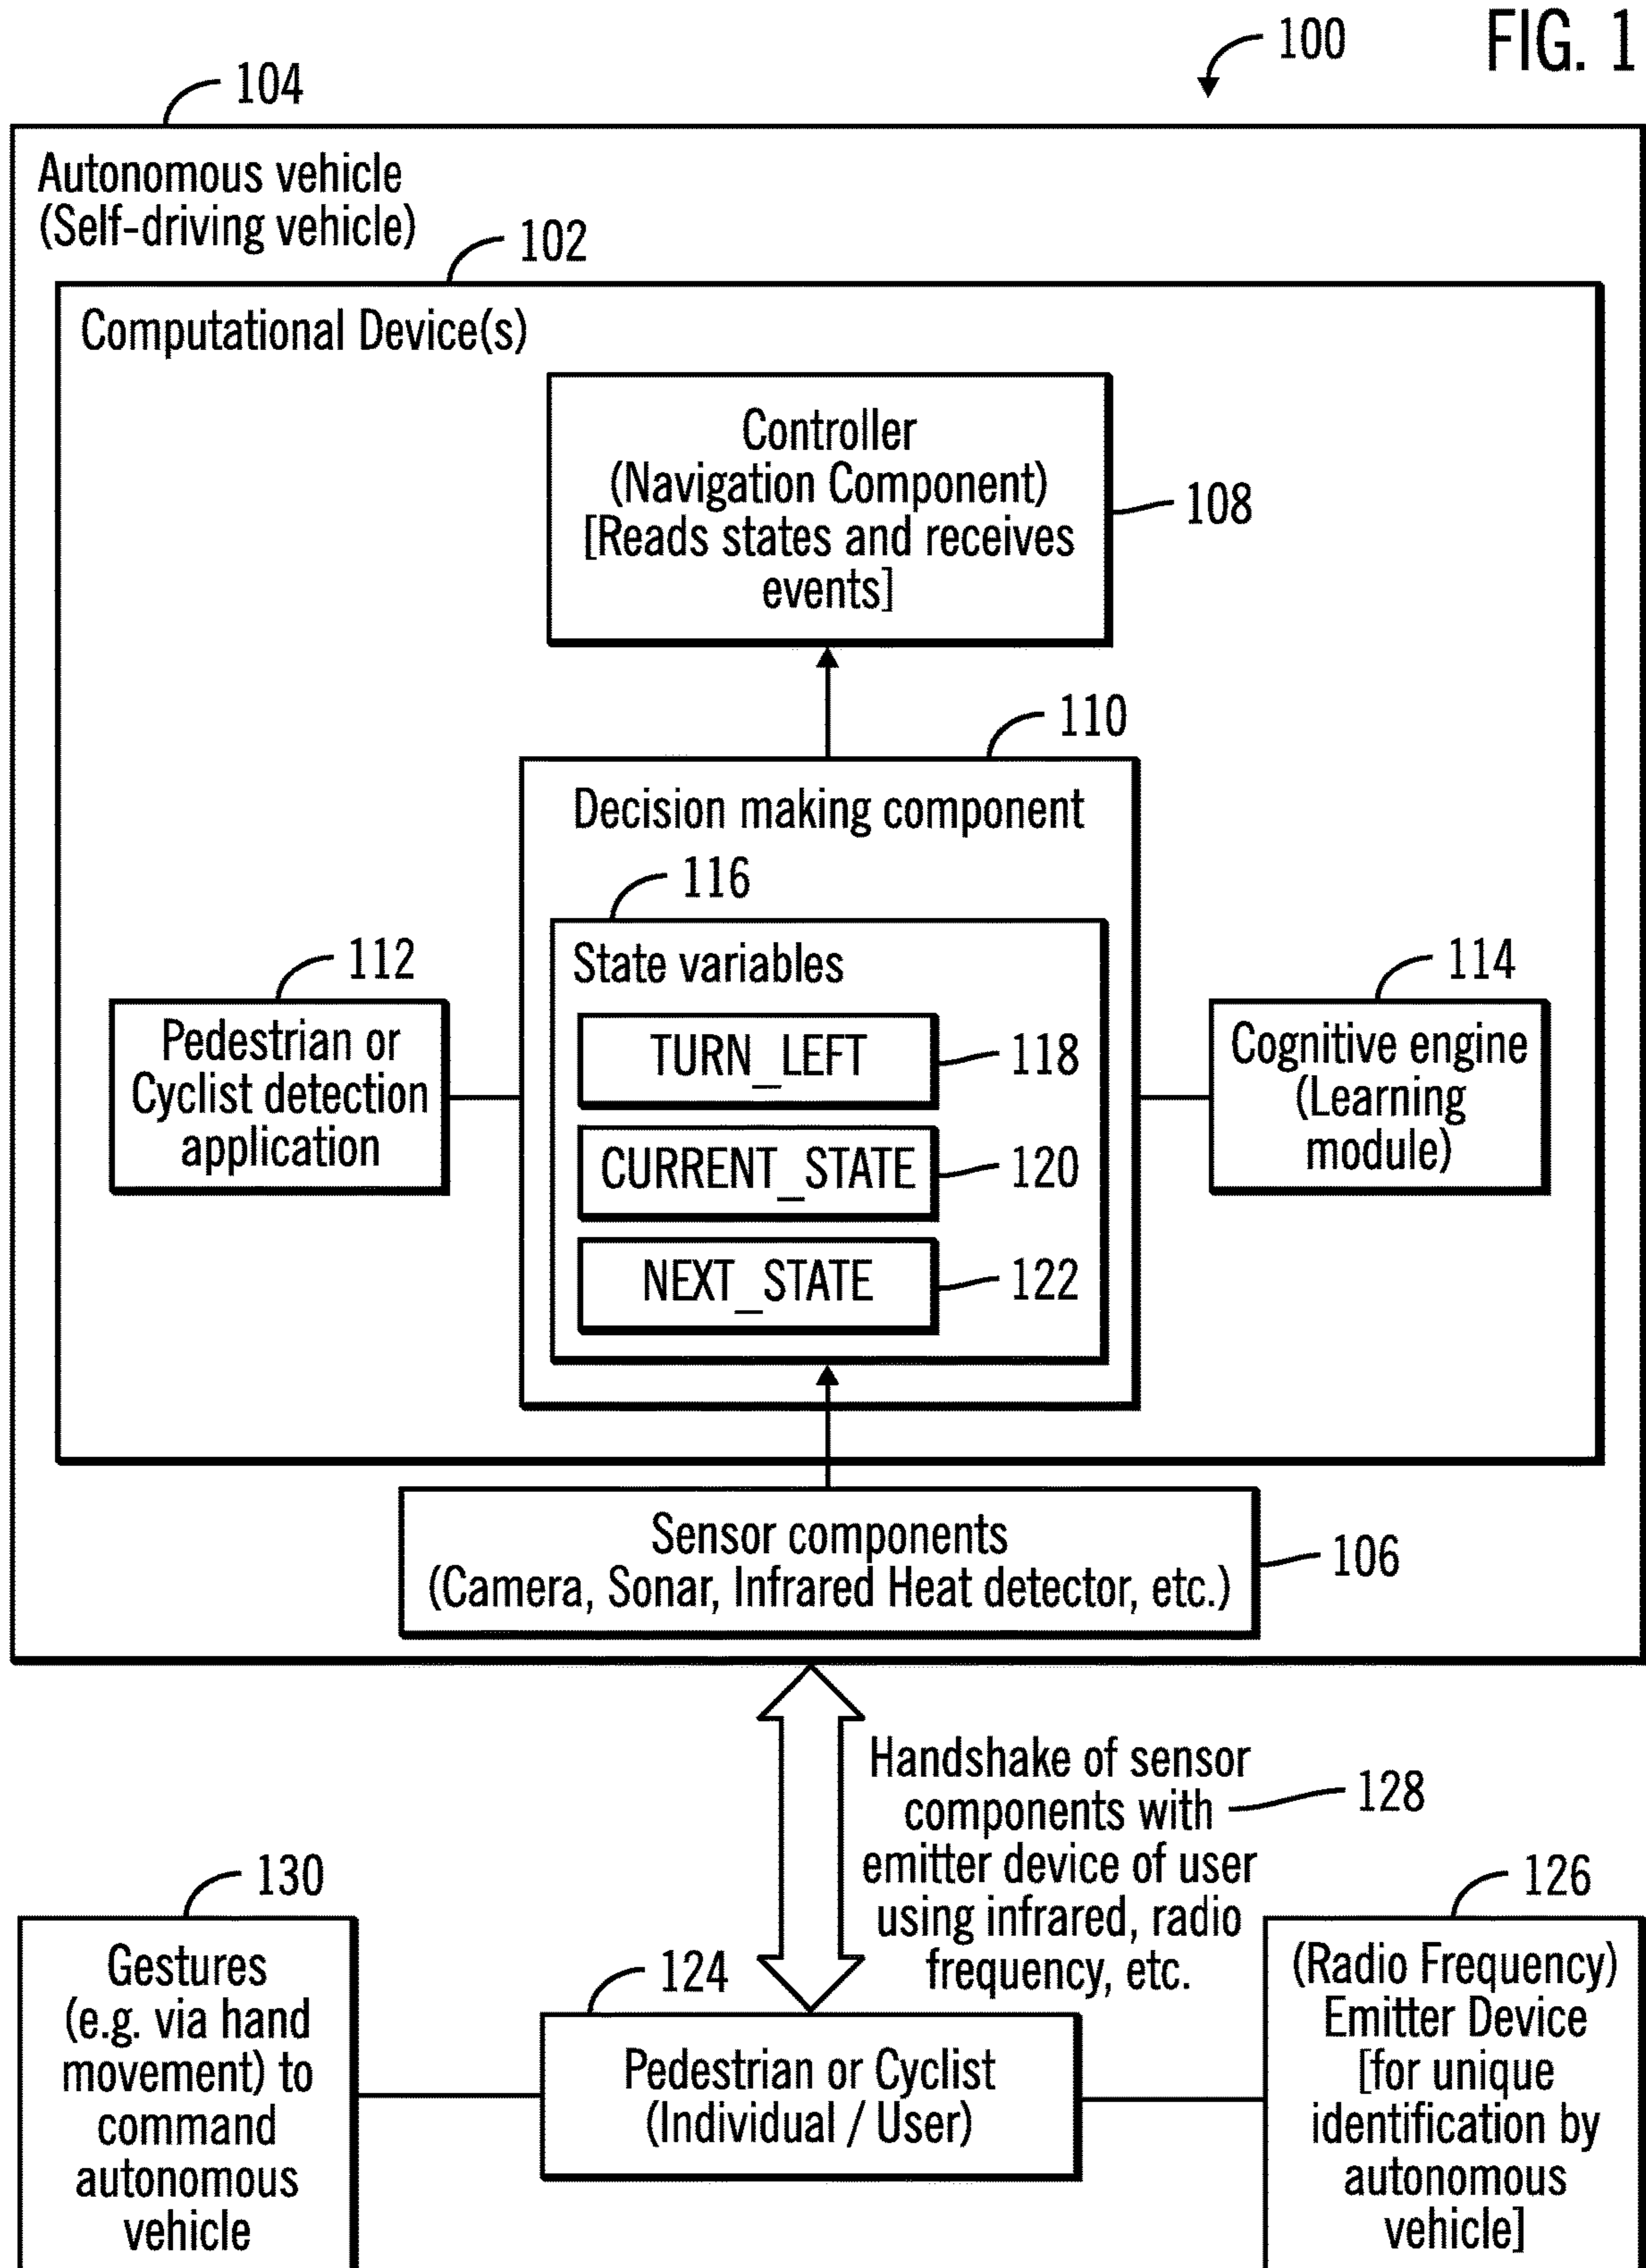 FIG. 1
100
104
Autonomous vehicle
(Self-driving vehicle)
102
Computational Device(s)
Controller
(Navigation Component)
[Reads states and receives
events]
108
110
Decision making component
116
State variables
112
Pedestrian or
Cyclist detection
application
TURN_LEFT
118
CURRENT_STATE
120
NEXT_STATE
122
114
Cognitive engine
(Learning
module)
Sensor components
(Camera, Sonar, Infrared Heat detector, etc.)
106
Handshake of sensor
components with
emitter device of user
using infrared, radio
frequency, etc.
128
130
Gestures
(e.g. via hand
movement) to
command
autonomous
vehicle
124
Pedestrian or Cyclist
(Individual / User)
126
(Radio Frequency)
Emitter Device
[for unique
identification by
autonomous
vehicle]